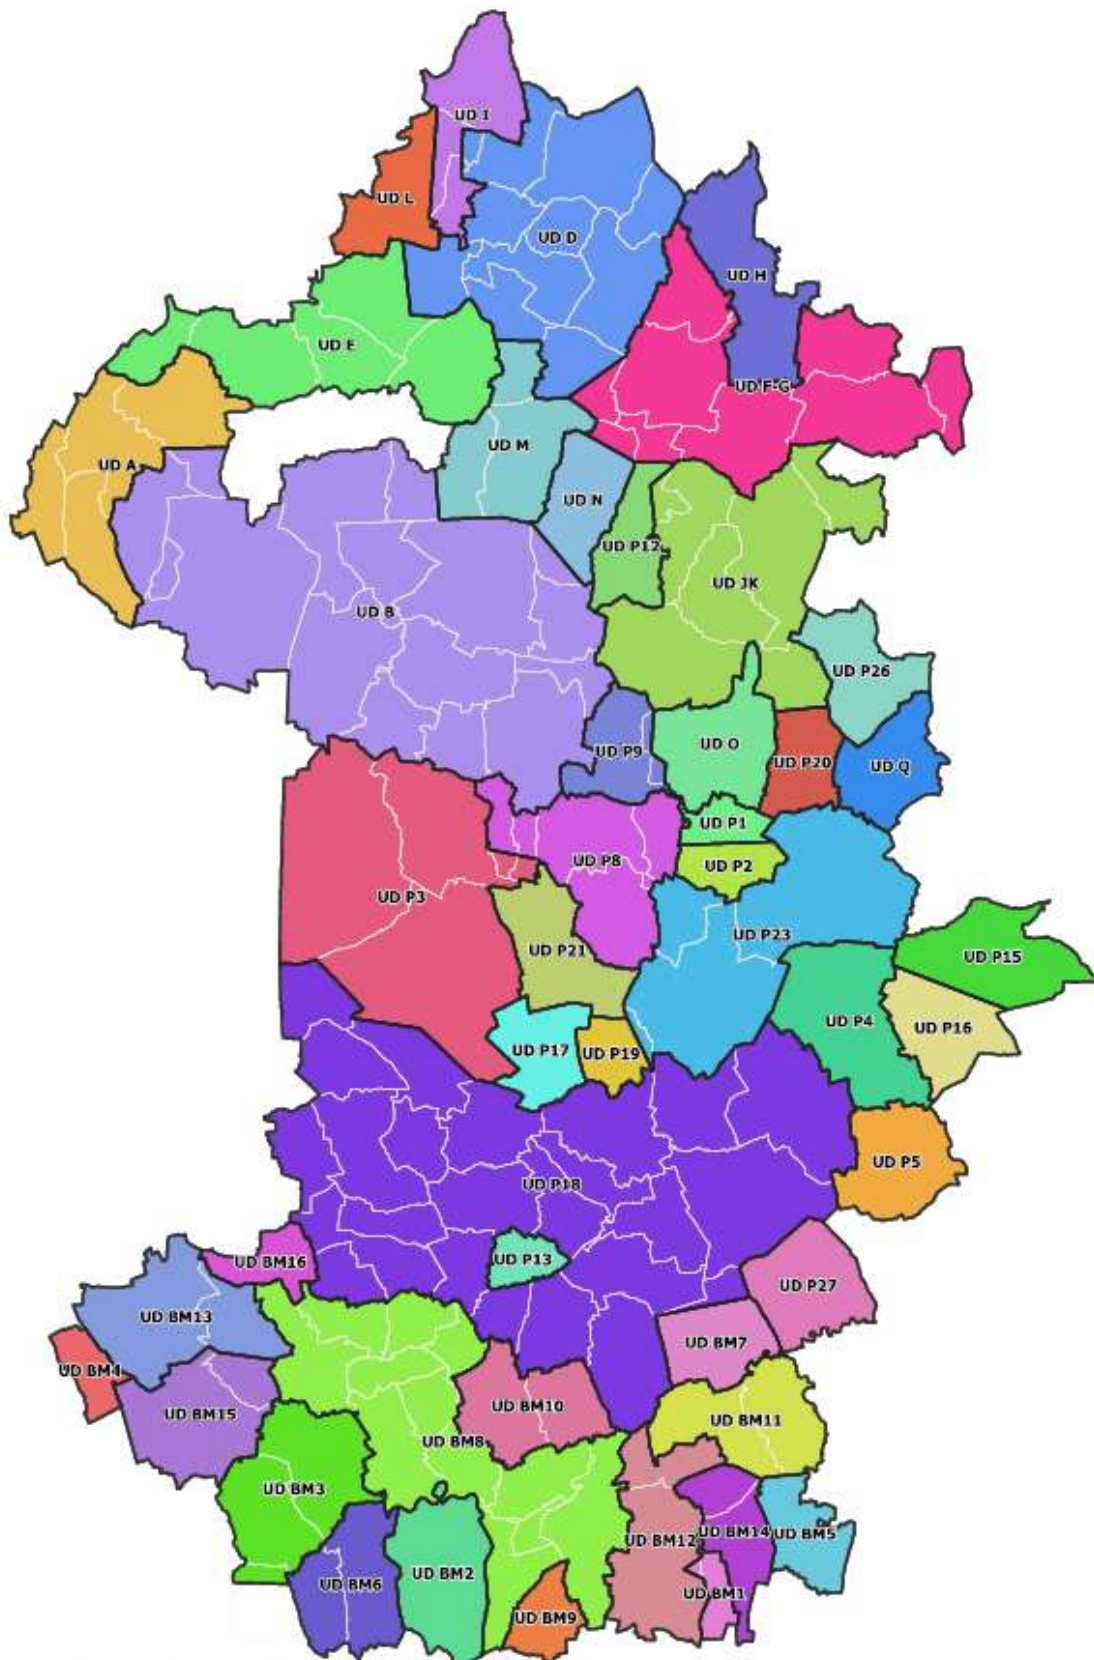 UD I
UD L
UD D
UD H
UD E
UD F-G
UD M
UD A
UD N
UD P12
UD JK
UD B
UD P26
UD P9
UD O
UD P20
UD Q
UD P1
UD P8
UD P2
UD P3
UD P23
UD P21
UD P15
UD P4
UD P16
UD P17
UD P19
UD P5
UD P18
UD P13
UD BM16
UD P27
UD BM13
UD BM7
UD BM4
UD BM10
UD BM15
UD BM11
UD BM8
UD BM3
UD BM14
UD BM5
UD BM12
UD BM2
UD BM6
UD BM1
UD BM9